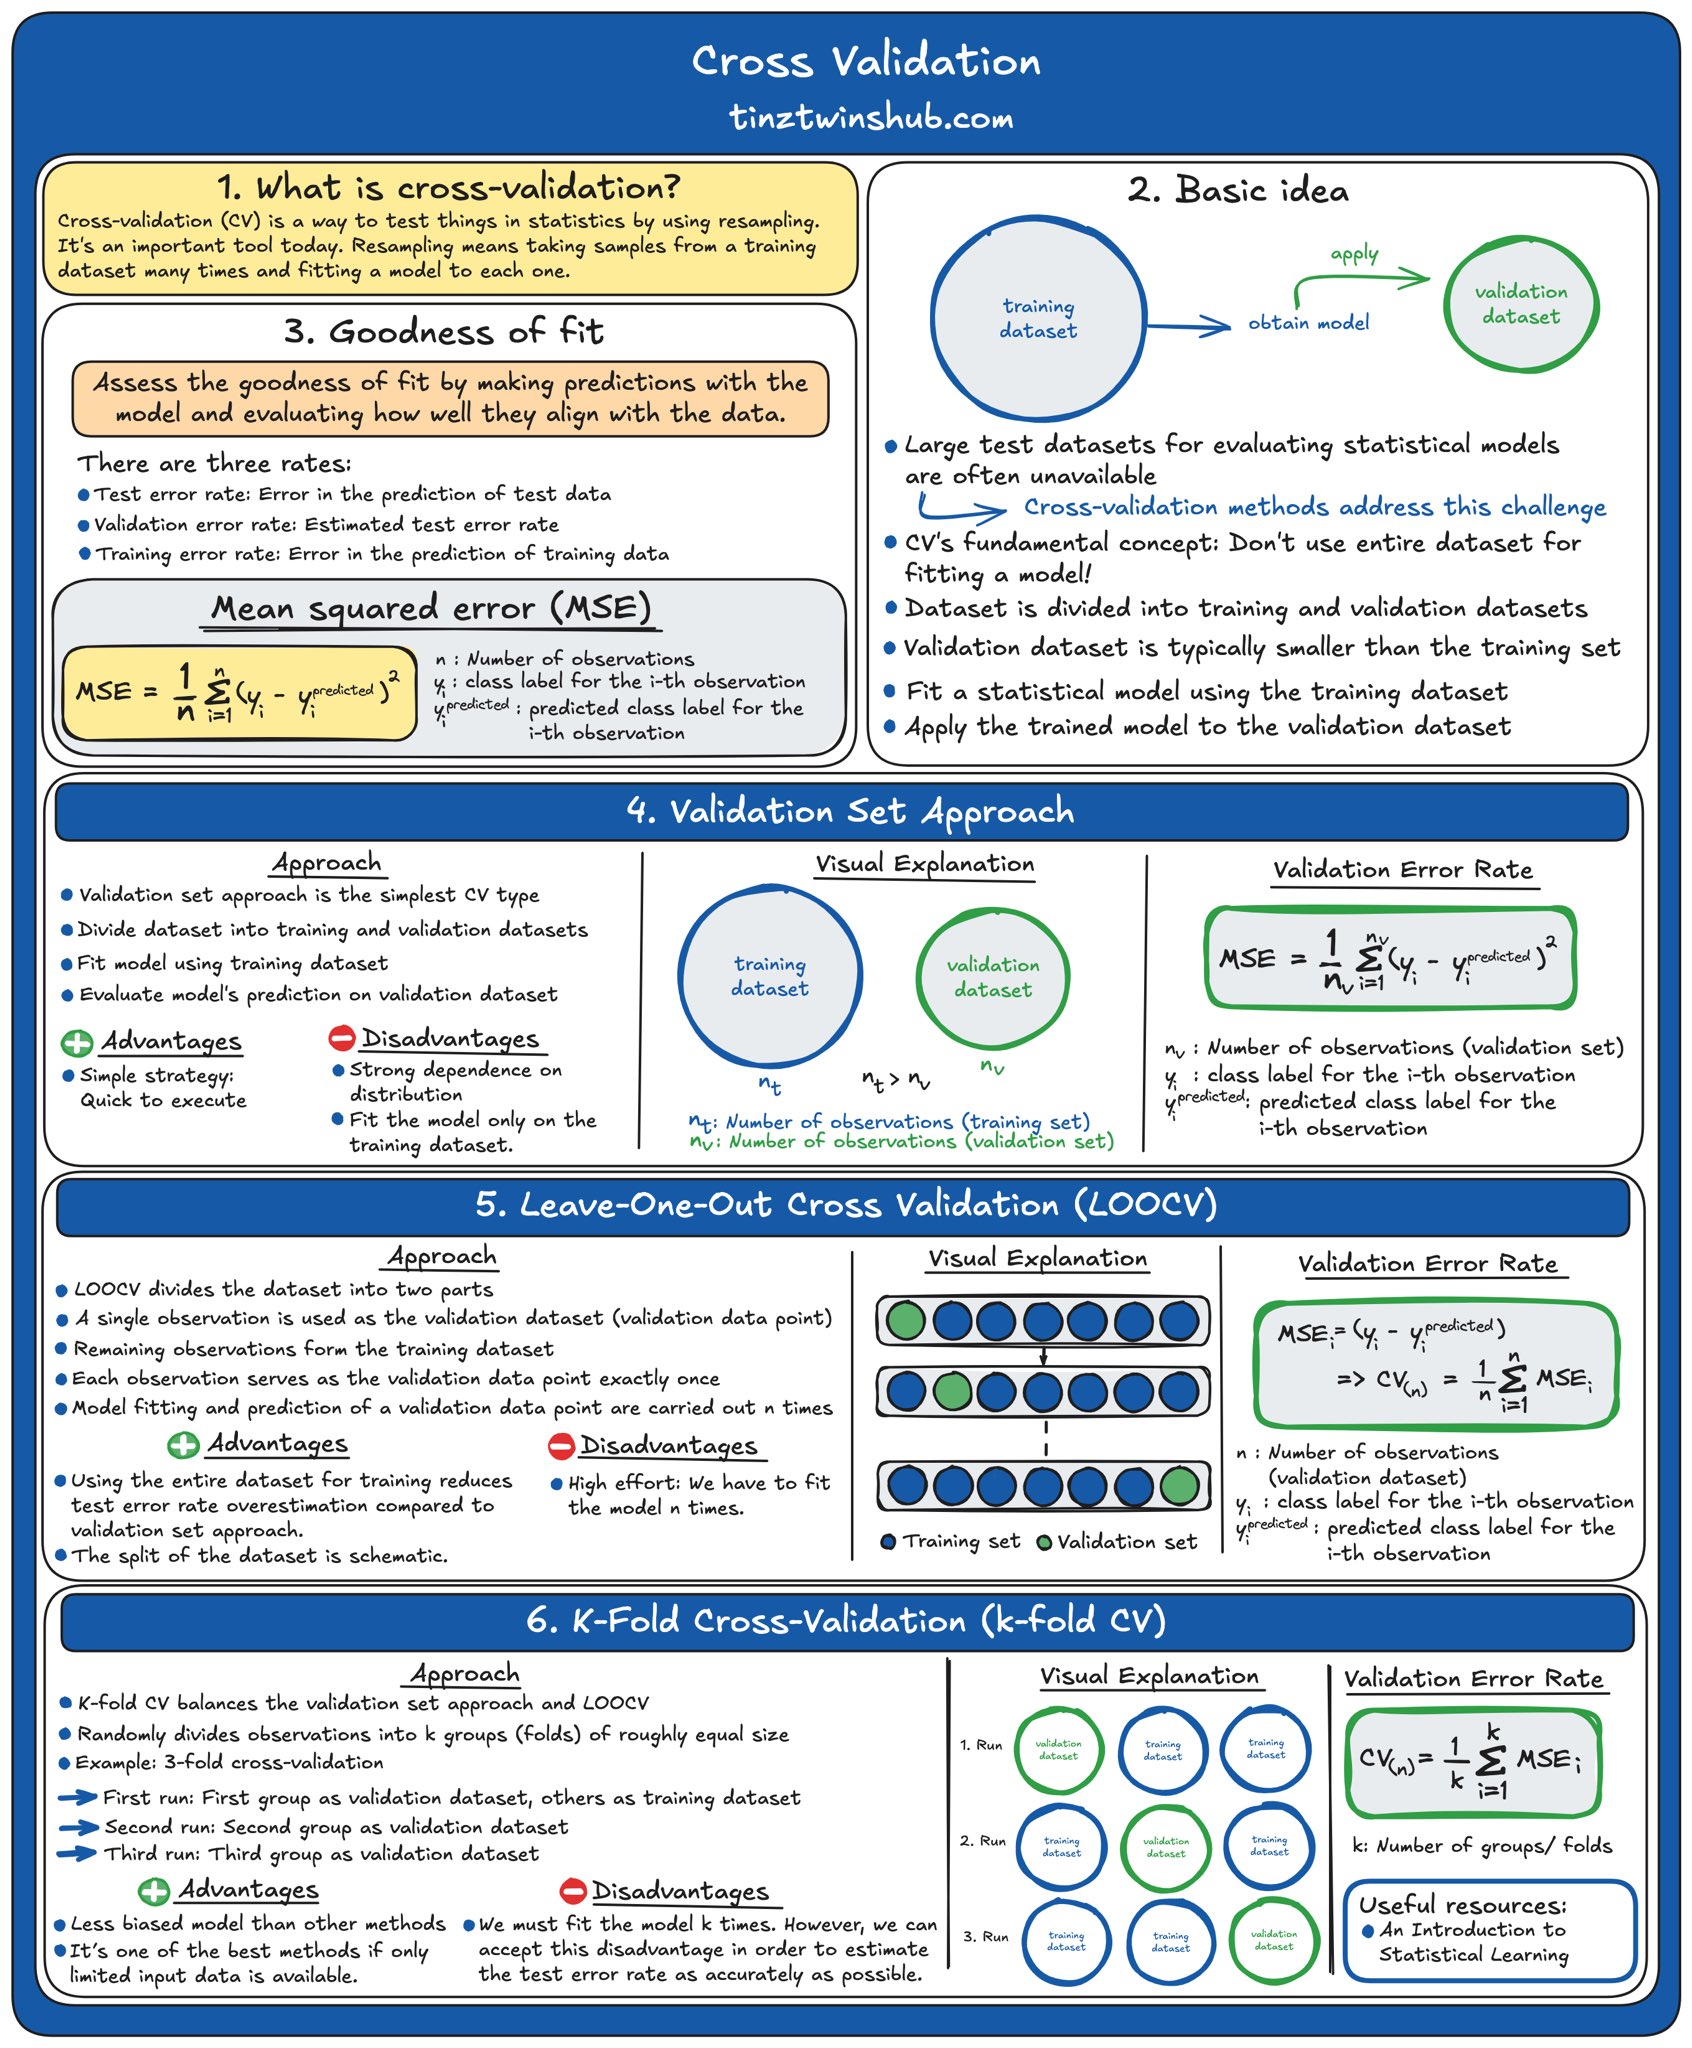 Cross Validation
tinztwinshub.com
1. What is cross-validation?
Cross-validation (CV) is a way to test things in statistics by using resampling.
It's an important tool today. Resampling means taking samples from a training
dataset many times and fitting a model to each one.
2. Basic idea
training
dataset
obtain model
apply
validation
dataset
Large test datasets for evaluating statistical models
are often unavailable
Cross-validation methods address this challenge
CV's fundamental concept: Don't use entire dataset for
fitting a model!
Dataset is divided into training and validation datasets
Validation dataset is typically smaller than the training set
Fit a statistical model using the training dataset
Apply the trained model to the validation dataset
3. Goodness of fit
Assess the goodness of fit by making predictions with the
model and evaluating how well they align with the data.
There are three rates:
Test error rate: Error in the prediction of test data
Validation error rate: Estimated test error rate
Training error rate: Error in the prediction of training data
Mean squared error (MSE)
MSE = 1/n Σ_{i=1}^{n} (y_i - y_i^predicted)^2
n : Number of observations
y_i : class label for the i-th observation
y_i^predicted : predicted class label for the
i-th observation
4. Validation Set Approach
Approach
Validation set approach is the simplest CV type
Divide dataset into training and validation datasets
Fit model using training dataset
Evaluate model's prediction on validation dataset
Advantages
Simple strategy:
Quick to execute
Disadvantages
Strong dependence on
distribution
Fit the model only on the
training dataset.
Visual Explanation
training
dataset
validation
dataset
n_t
n_t > n_v
n_v
n_t: Number of observations (training set)
n_v: Number of observations (validation set)
Validation Error Rate
MSE = 1/n_v Σ_{i=1}^{n_v} (y_i - y_i^predicted)^2
n_v : Number of observations (validation set)
y_i : class label for the i-th observation
y_i^predicted: predicted class label for the
i-th observation
5. Leave-One-Out Cross Validation (LOOCV)
Approach
LOOCV divides the dataset into two parts
A single observation is used as the validation dataset (validation data point)
Remaining observations form the training dataset
Each observation serves as the validation data point exactly once
Model fitting and prediction of a validation data point are carried out n times
Advantages
Using the entire dataset for training reduces
test error rate overestimation compared to
validation set approach.
The split of the dataset is schematic.
Disadvantages
High effort: We have to fit
the model n times.
Visual Explanation
Training set
Validation set
Validation Error Rate
MSE_i = (y_i - y_i^predicted)
=> CV_(n) = 1/n Σ_{i=1}^{n} MSE_i
n : Number of observations
(validation dataset)
y_i : class label for the i-th observation
y_i^predicted : predicted class label for the
i-th observation
6. K-Fold Cross-Validation (k-fold CV)
Approach
K-fold CV balances the validation set approach and LOOCV
Randomly divides observations into k groups (folds) of roughly equal size
Example: 3-fold cross-validation
First run: First group as validation dataset, others as training dataset
Second run: Second group as validation dataset
Third run: Third group as validation dataset
Advantages
Less biased model than other methods
It's one of the best methods if only
limited input data is available.
Disadvantages
We must fit the model k times. However, we can
accept this disadvantage in order to estimate
the test error rate as accurately as possible.
Visual Explanation
1. Run
validation
dataset
training
dataset
training
dataset
2. Run
training
dataset
validation
dataset
training
dataset
3. Run
training
dataset
training
dataset
validation
dataset
Validation Error Rate
CV_(n) = 1/k Σ_{i=1}^{k} MSE_i
k: Number of groups/ folds
Useful resources:
An Introduction to
Statistical Learning